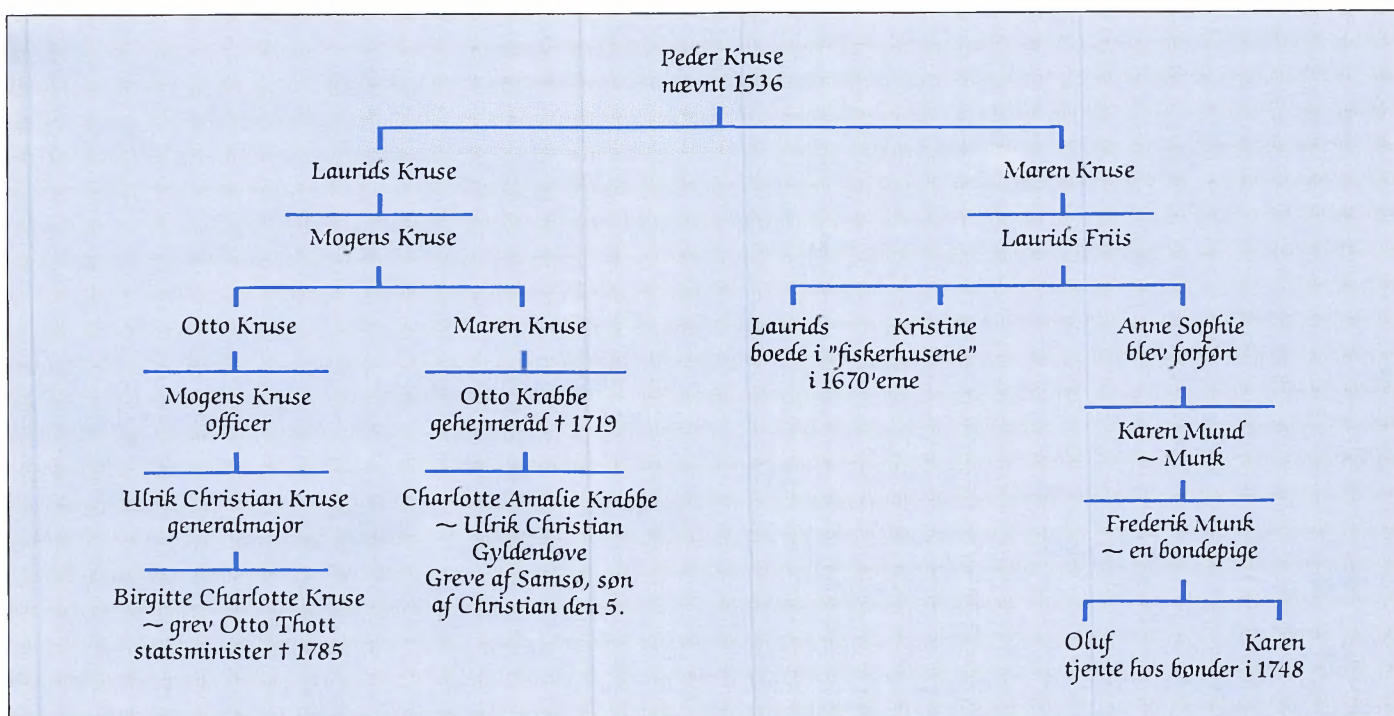 Peder Kruse
nævnt 1536
Laurids Kruse
Maren Kruse
Mogens Kruse
Laurids Friis
Otto Kruse
Maren Kruse
Laurids Kristine
boede i "fiskerhusene"
i 1670'erne
Anne Sophie
blev forført
Mogens Kruse
officer
Otto Krabbe
gehejmeråd † 1719
Karen Mund
~ Munk
Ulrik Christian Kruse
generalmajor
Charlotte Amalie Krabbe
~ Ulrik Christian
Gyldenløve
Greve af Samsø, søn
af Christian den 5.
Frederik Munk
~ en bondepige
Birgitte Charlotte Kruse
~ grev Otto Thott
statsminister † 1785
Oluf Karen
tjente hos bønder i 1748